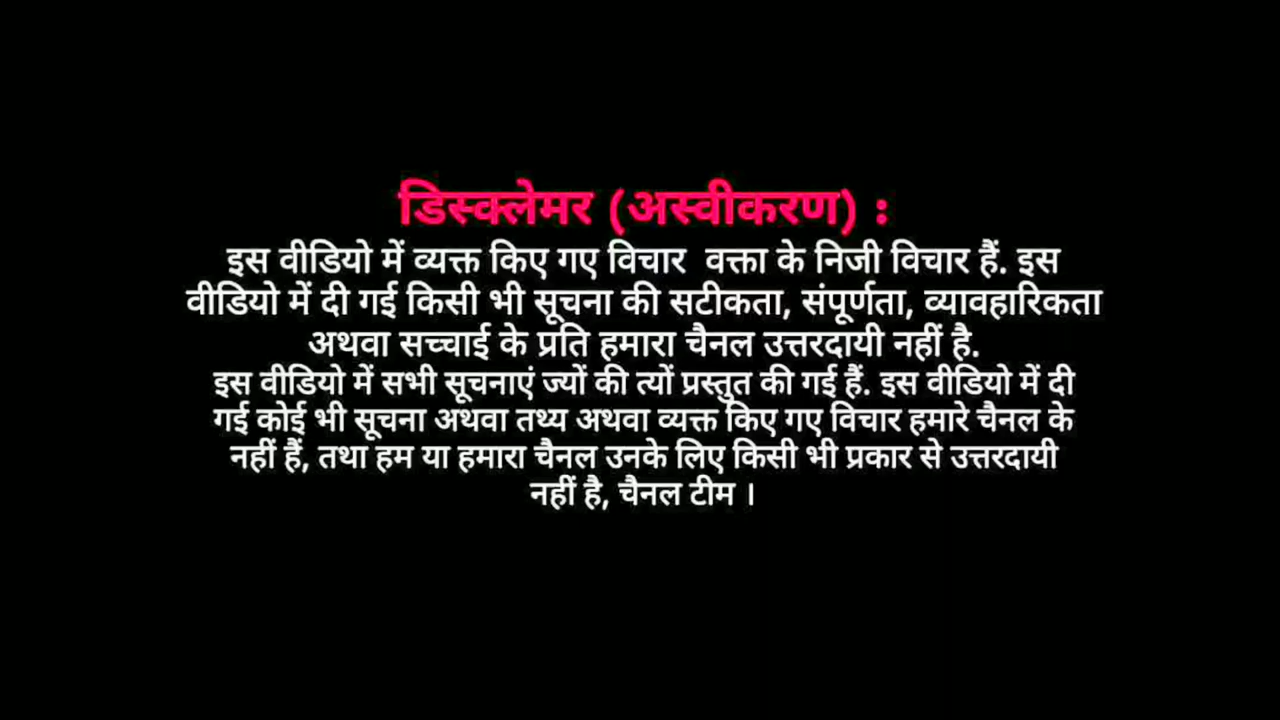 डिस्क्लेमर (अस्वीकरण) :
इस वीडियो में व्यक्त किए गए विचार वक्ता के निजी विचार हैं. इस
वीडियो में दी गई किसी भी सूचना की सटीकता, संपूर्णता, व्यावहारिकता
अथवा सच्चाई के प्रति हमारा चैनल उत्तरदायी नहीं है.
इस वीडियो में सभी सूचनाएं ज्यों की त्यों प्रस्तुत की गई हैं. इस वीडियो में दी
गई कोई भी सूचना अथवा तथ्य अथवा व्यक्त किए गए विचार हमारे चैनल के
नहीं हैं, तथा हम या हमारा चैनल उनके लिए किसी भी प्रकार से उत्तरदायी
नहीं है, चैनल टीम ।